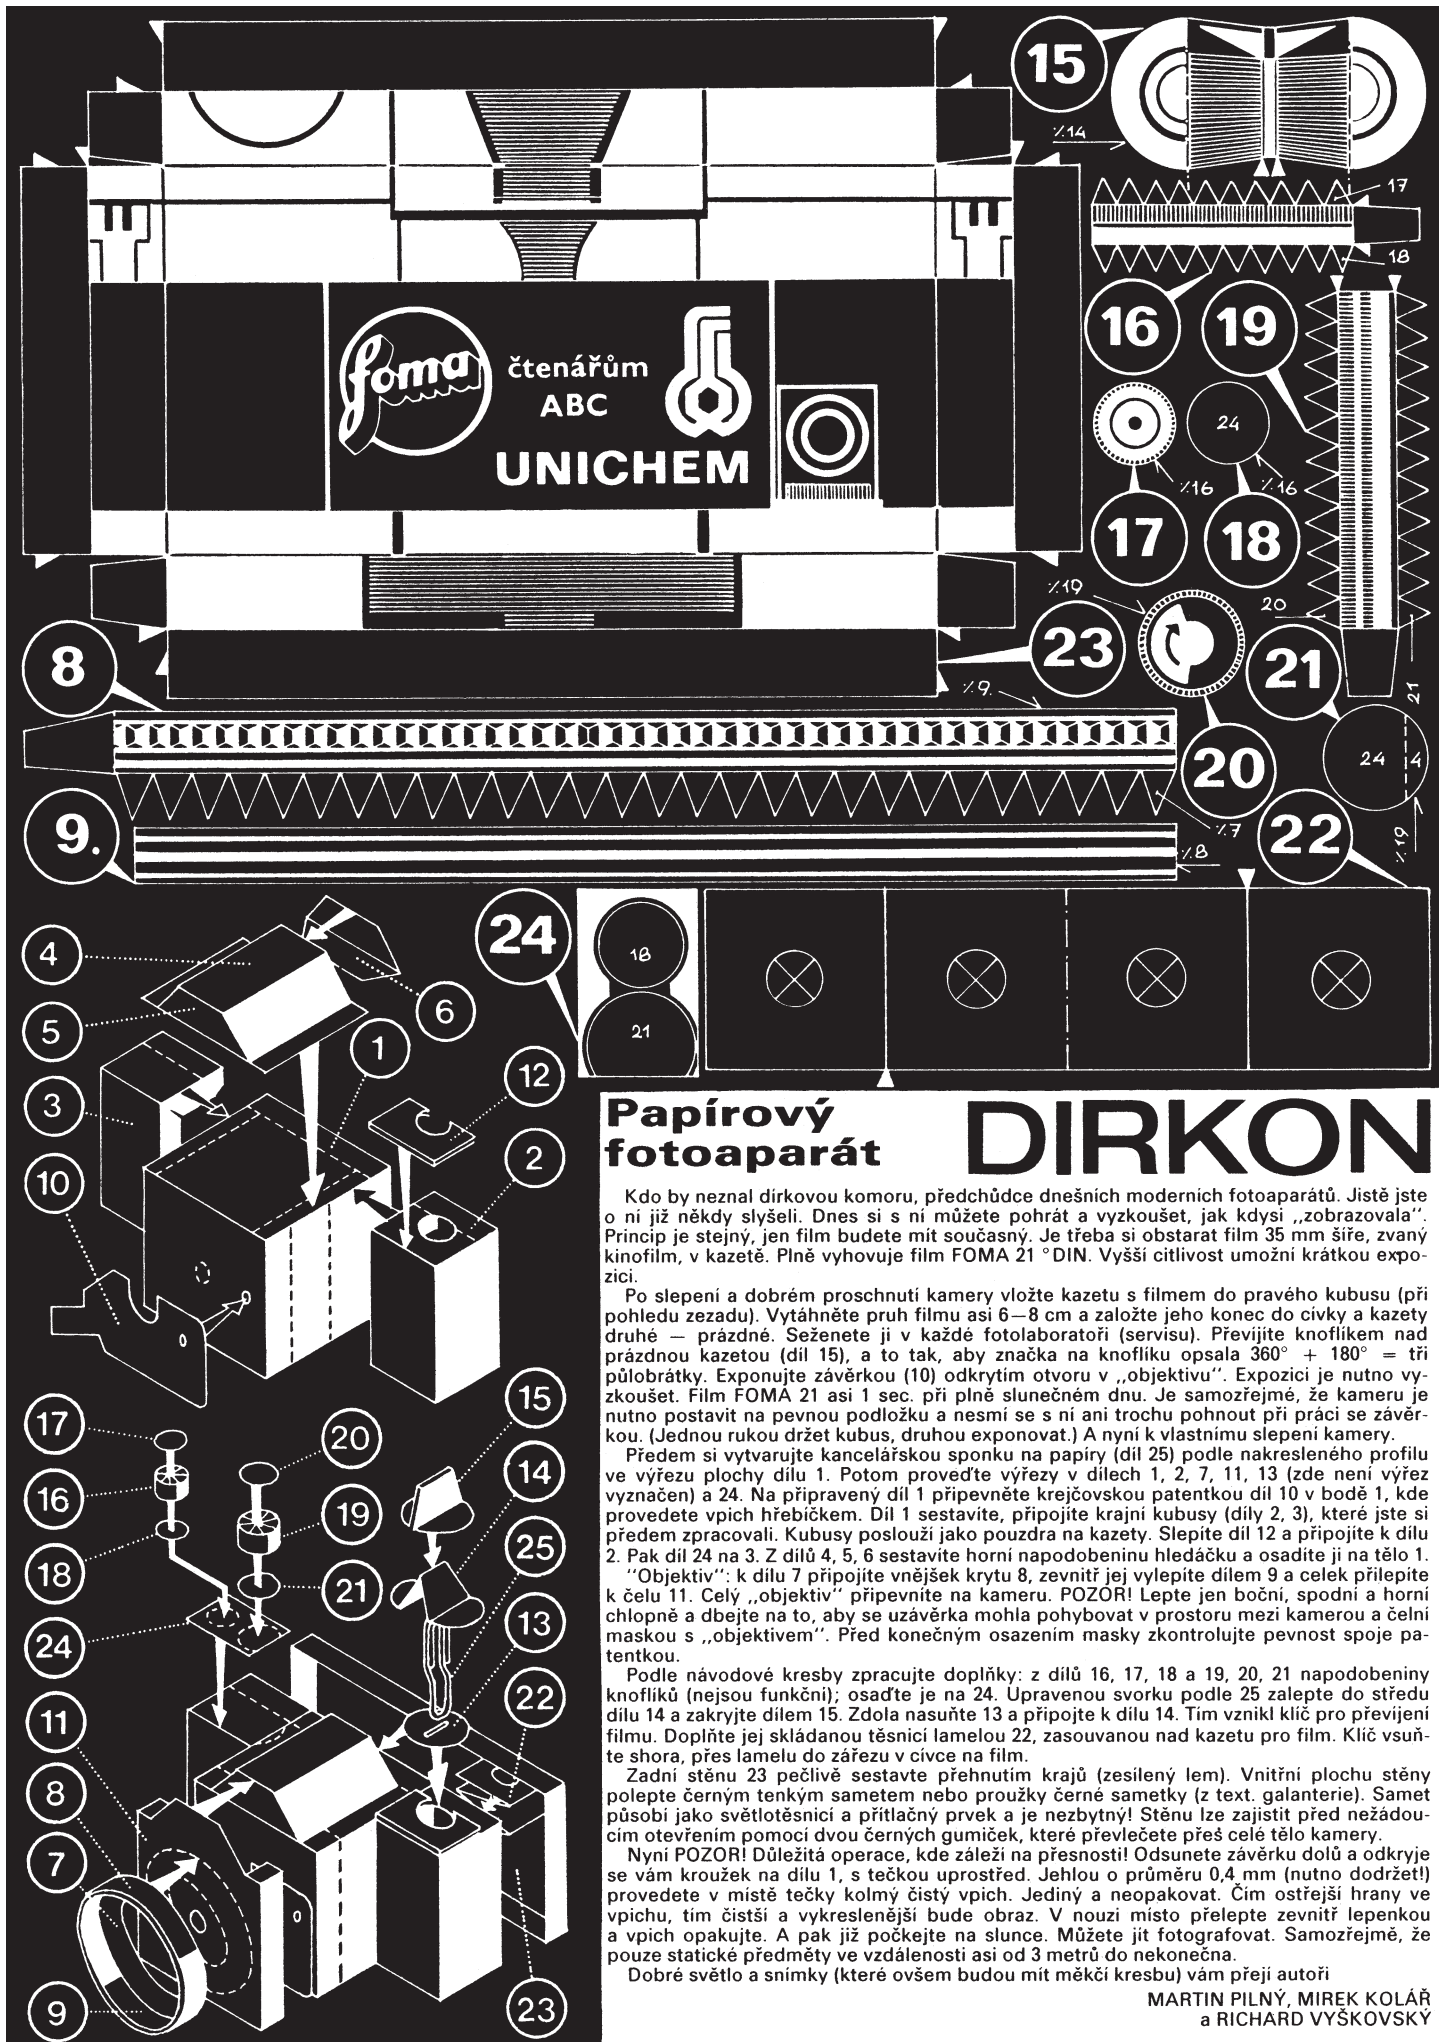 15
⁒14
17
18
16
19
foma
čtenářům
ABC
UNICHEM
24
⁒16
⁒16
17
18
⁒19
20
8
23
21
⁒9.
21
20
24
4
9.
⁒7
22
⁒19
⁒8
24
18
21
4
5
6
1
3
12
2
10
17
20
15
16
14
19
18
25
21
24
13
22
11
8
7
9
23
Papírový
fotoaparát
DIRKON
Kdo by neznal dírkovou komoru, předchůdce dnešních moderních fotoaparátů. Jistě jste
o ní již někdy slyšeli. Dnes si s ní můžete pohrát a vyzkoušet, jak kdysi „zobrazovala‘‘.
Princip je stejný, jen film budete mít současný. Je třeba si obstarat film 35 mm šíře, zvaný
kinofilm, v kazetě. Plně vyhovuje film FOMA 21 °DIN. Vyšší citlivost umožní krátkou expo-
zici.
Po slepení a dobrém proschnutí kamery vložte kazetu s filmem do pravého kubusu (při
pohledu zezadu). Vytáhněte pruh filmu asi 6—8 cm a založte jeho konec do cívky a kazety
druhé — prázdné. Seženete ji v každé fotolaboratoři (servisu). Převíjíte knoflíkem nad
prázdnou kazetou (díl 15), a to tak, aby značka na knoflíku opsala 360° + 180° = tři
půlobrátky. Exponujte závěrkou (10) odkrytím otvoru v „objektivu‘‘. Expozici je nutno vy-
zkoušet. Film FOMA 21 asi 1 sec. při plně slunečném dnu. Je samozřejmé, že kameru je
nutno postavit na pevnou podložku a nesmí se s ní ani trochu pohnout při práci se závěr-
kou. (Jednou rukou držet kubus, druhou exponovat.) A nyní k vlastnímu slepení kamery.
Předem si vytvarujte kancelářskou sponku na papíry (díl 25) podle nakresleného profilu
ve výřezu plochy dílu 1. Potom proveďte výřezy v dílech 1, 2, 7, 11, 13 (zde není výřez
vyznačen) a 24. Na připravený díl 1 připevněte krejčovskou patentkou díl 10 v bodě 1, kde
provedete vpich hřebíčkem. Díl 1 sestavíte, připojíte krajní kubusy (díly 2, 3), které jste si
předem zpracovali. Kubusy poslouží jako pouzdra na kazety. Slepíte díl 12 a připojíte k dílu
2. Pak díl 24 na 3. Z dílů 4, 5, 6 sestavíte horní napodobeninu hledáčku a osadíte ji na tělo 1.
"Objektiv‘‘: k dílu 7 připojíte vnějšek krytu 8, zevnitř jej vylepíte dílem 9 a celek přilepíte
k čelu 11. Celý „objektiv‘‘ připevníte na kameru. POZOR! Lepte jen boční, spodní a horní
chlopně a dbejte na to, aby se uzávěrka mohla pohybovat v prostoru mezi kamerou a čelní
maskou s „objektivem‘‘. Před konečným osazením masky zkontrolujte pevnost spoje pa-
tentkou.
Podle návodové kresby zpracujte doplňky: z dílů 16, 17, 18 a 19, 20, 21 napodobeniny
knoflíků (nejsou funkční); osaďte je na 24. Upravenou svorku podle 25 zalepte do středu
dílu 14 a zakryjte dílem 15. Zdola nasuňte 13 a připojte k dílu 14. Tím vznikl klíč pro převíjení
filmu. Doplňte jej skládanou těsnicí lamelou 22, zasouvanou nad kazetu pro film. Klíč vsuň-
te shora, přes lamelu do zářezu v cívce na film.
Zadní stěnu 23 pečlivě sestavte přehnutím krajů (zesílený lem). Vnitřní plochu stěny
polepte černým tenkým sametem nebo proužky černé sametky (z text. galanterie). Samet
působí jako světlotěsnicí a přítlačný prvek a je nezbytný! Stěnu lze zajistit před nežádou-
cím otevřením pomocí dvou černých gumiček, které převlečete přes celé tělo kamery.
Nyní POZOR! Důležitá operace, kde záleží na přesnosti! Odsunete závěrku dolů a odkryje
se vám kroužek na dílu 1, s tečkou uprostřed. Jehlou o průměru 0,4 mm (nutno dodržet!)
provedete v místě tečky kolmý čistý vpich. Jediný a neopakovat. Čím ostřejší hrany ve
vpichu, tím čistší a vykreslenější bude obraz. V nouzi místo přelepte zevnitř lepenkou
a vpich opakujte. A pak již počkejte na slunce. Můžete jít fotografovat. Samozřejmě, že
pouze statické předměty ve vzdálenosti asi od 3 metrů do nekonečna.
Dobré světlo a snímky (které ovšem budou mít měkčí kresbu) vám přejí autoři
MARTIN PILNÝ, MIREK KOLÁŘ
a RICHARD VYŠKOVSKÝ